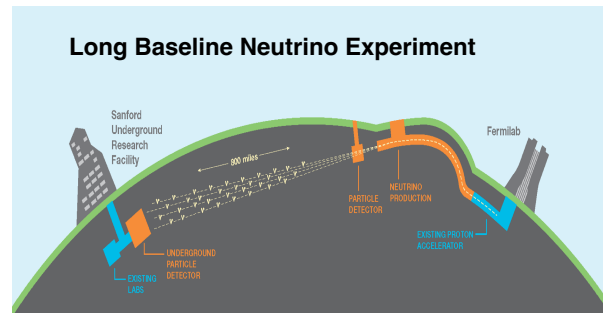 Long Baseline Neutrino Experiment
Sanford
Underground
Research
Facility
Fermilab
800 miles
PARTICLE
DETECTOR
NEUTRINO
PRODUCTION
EXISTING PROTON
ACCELERATOR
UNDERGROUND
PARTICLE
DETECTOR
EXISTING
LABS